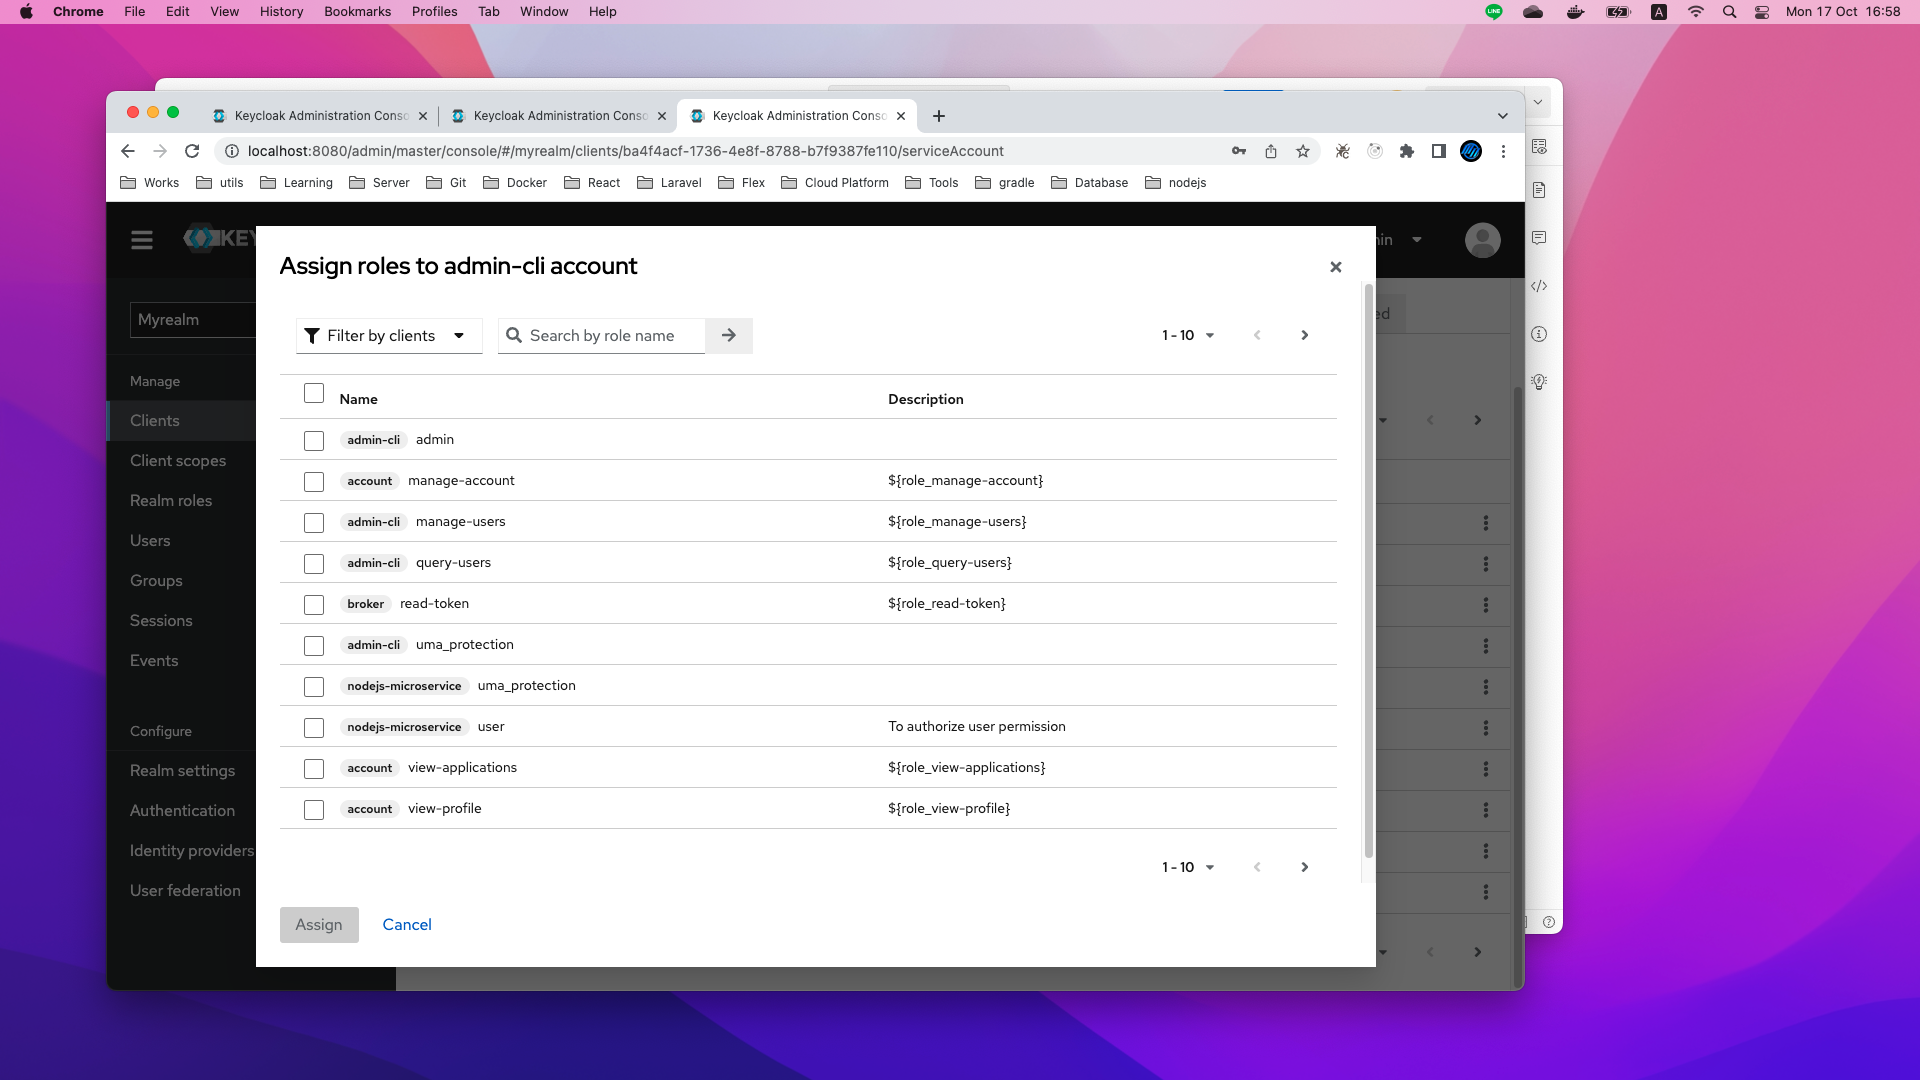 Chrome File Edit View History Bookmarks Profiles Tab Window Help LINE A Mon 17 Oct 16:58
Keycloak Administration Conso Keycloak Administration Conso Keycloak Administration Conso
localhost:8080/admin/master/console/#/myrealm/clients/ba4f4acf-1736-4e8f-8788-b7f9387fe110/serviceAccount
Works utils Learning Server Git Docker React Laravel Flex Cloud Platform Tools gradle Database nodejs
KEY
Assign roles to admin-cli account
Myrealm
Manage
Clients
Client scopes
Realm roles
Users
Groups
Sessions
Events
Configure
Realm settings
Authentication
Identity providers
User federation
Filter by clients Search by role name 1 - 10
Name Description
admin-cli admin
account manage-account ${role_manage-account}
admin-cli manage-users ${role_manage-users}
admin-cli query-users ${role_query-users}
broker read-token ${role_read-token}
admin-cli uma_protection
nodejs-microservice uma_protection
nodejs-microservice user To authorize user permission
account view-applications ${role_view-applications}
account view-profile ${role_view-profile}
1 - 10
Assign Cancel